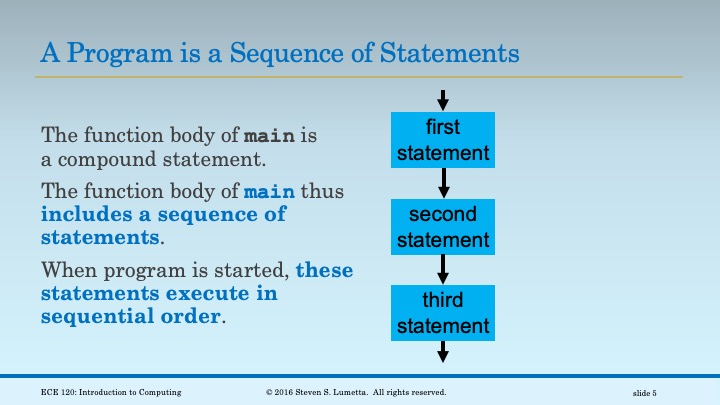 A Program is a Sequence of Statements
The function body of main is
a compound statement.
The function body of main thus
includes a sequence of
statements.
When program is started, these
statements execute in
sequential order.
first
statement
second
statement
third
statement
ECE 120: Introduction to Computing
© 2016 Steven S. Lumetta.  All rights reserved.
slide 5